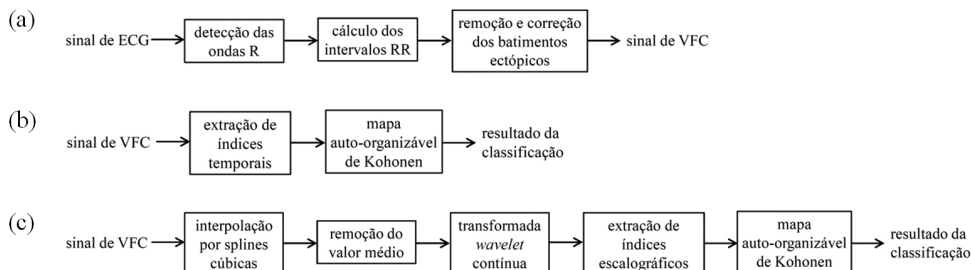 (a)
sinal de ECG
detecção das
ondas R
cálculo dos
intervalos RR
remoção e correção
dos batimentos
ectópicos
sinal de VFC
(b)
sinal de VFC
extração de
índices
temporais
mapa
auto-organizável
de Kohonen
resultado da
classificação
(c)
sinal de VFC
interpolação
por splines
cúbicas
remoção do
valor médio
transformada
wavelet
contínua
extração de
índices
escalográficos
mapa
auto-organizável
de Kohonen
resultado da
classificação